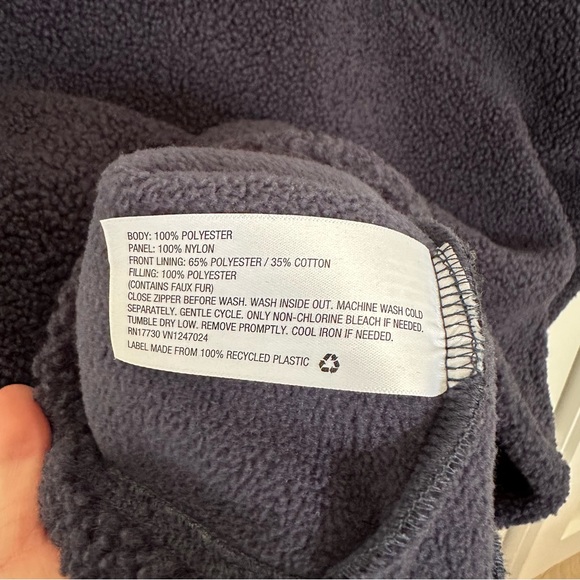 BODY: 100% POLYESTER
PANEL: 100% NYLON
FRONT LINING: 65% POLYESTER / 35% COTTON
FILLING: 100% POLYESTER
(CONTAINS FAUX FUR)
CLOSE ZIPPER BEFORE WASH. WASH INSIDE OUT. MACHINE WASH COLD
SEPARATELY. GENTLE CYCLE. ONLY NON-CHLORINE BLEACH IF NEEDED.
TUMBLE DRY LOW. REMOVE PROMPTLY. COOL IRON IF NEEDED.
RN17730 VN1247024
LABEL MADE FROM 100% RECYCLED PLASTIC